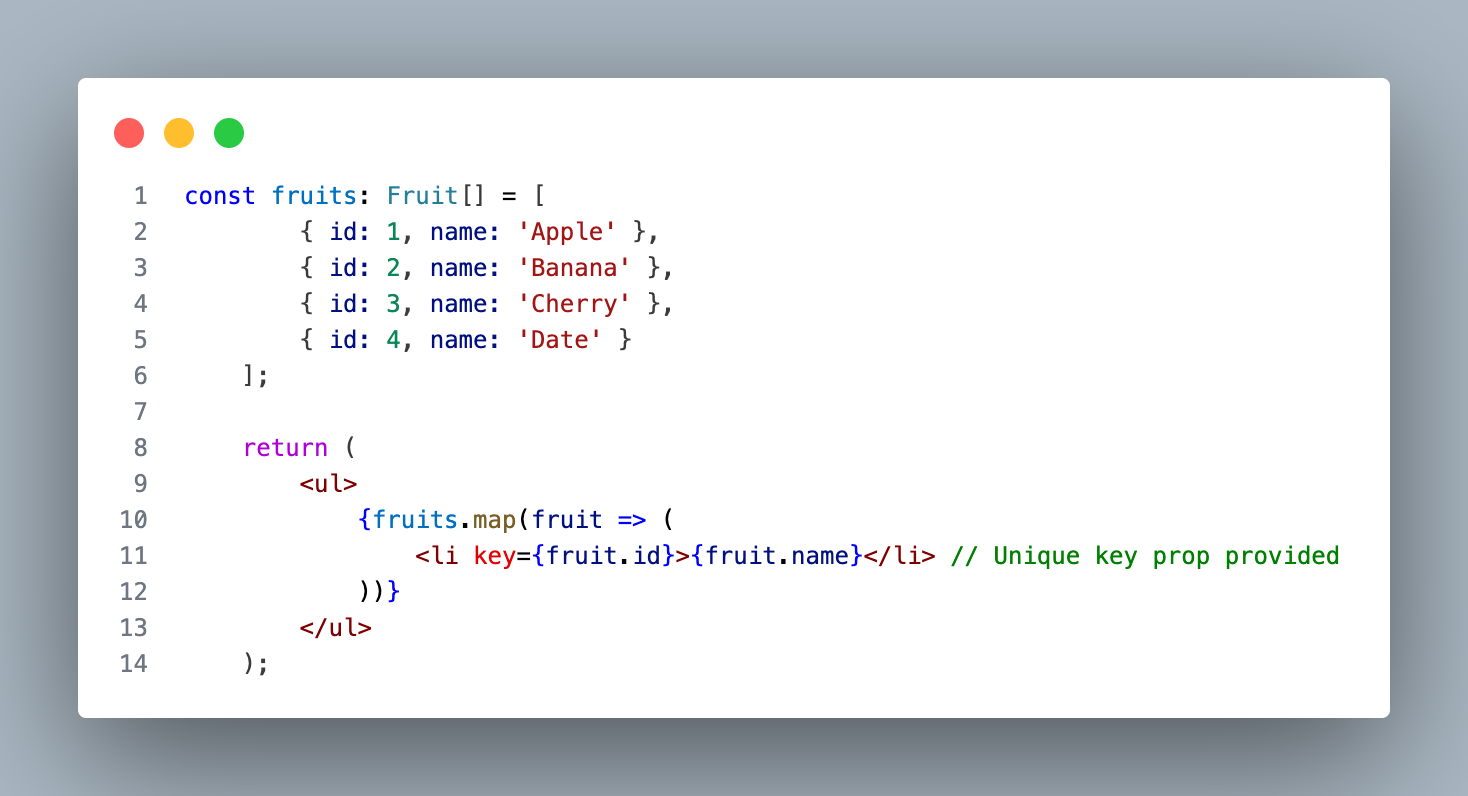 1 const fruits: Fruit[] = [
2 { id: 1, name: 'Apple' },
3 { id: 2, name: 'Banana' },
4 { id: 3, name: 'Cherry' },
5 { id: 4, name: 'Date' }
6 ];
7
8 return (
9 <ul>
10 {fruits.map(fruit => (
11 <li key={fruit.id}>{fruit.name}</li> // Unique key prop provided
12 ))}
13 </ul>
14 );